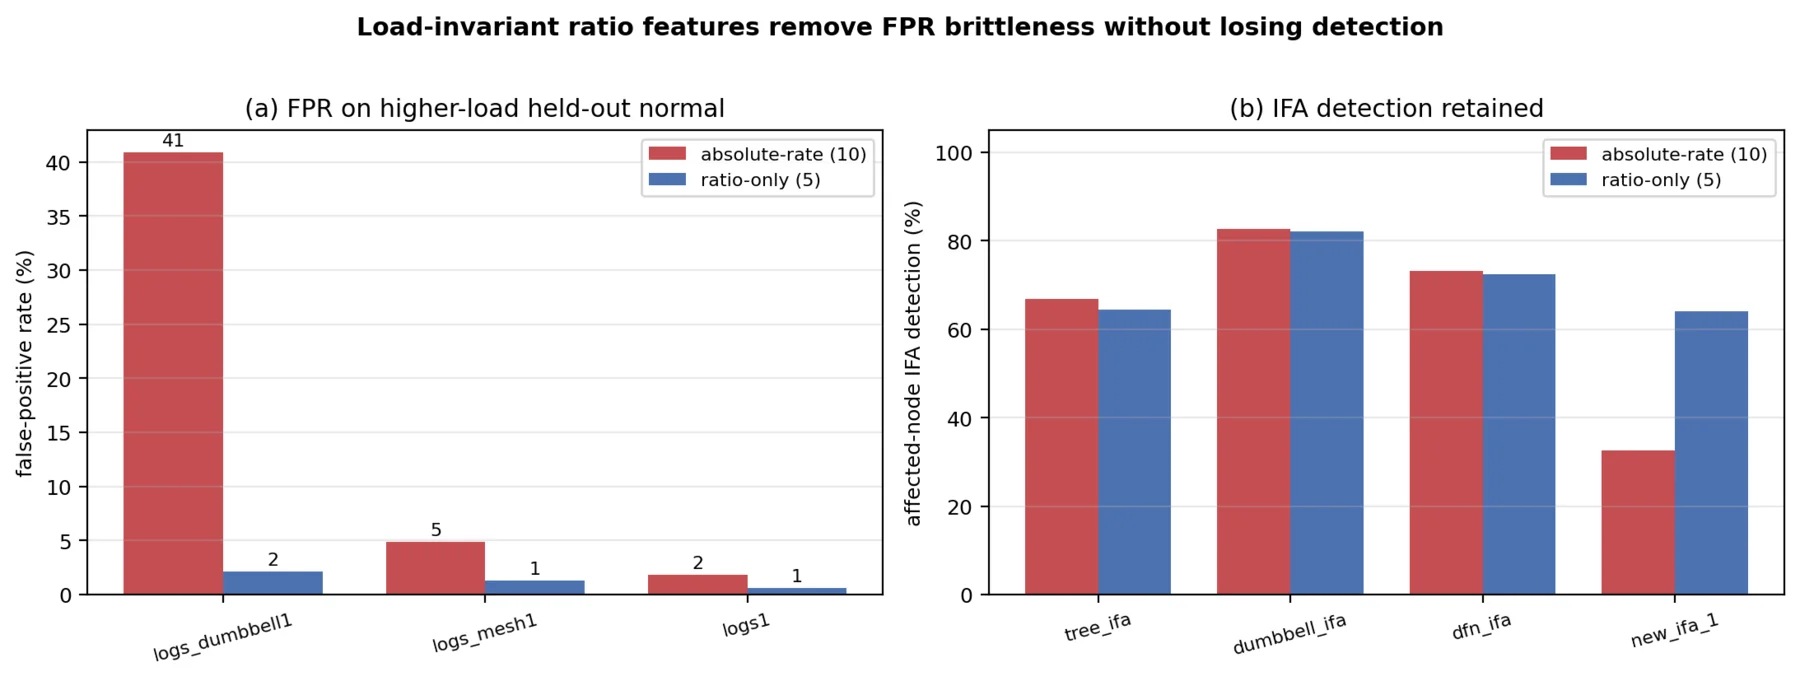 Load-invariant ratio features remove FPR brittleness without losing detection
(a) FPR on higher-load held-out normal
false-positive rate (%)
40
35
30
25
20
15
10
5
0
41
2
5
1
2
1
absolute-rate (10)
ratio-only (5)
logs_dumbbell1
logs_mesh1
logs1
(b) IFA detection retained
affected-node IFA detection (%)
100
80
60
40
20
0
absolute-rate (10)
ratio-only (5)
tree_ifa
dumbbell_ifa
dfn_ifa
new_ifa_1